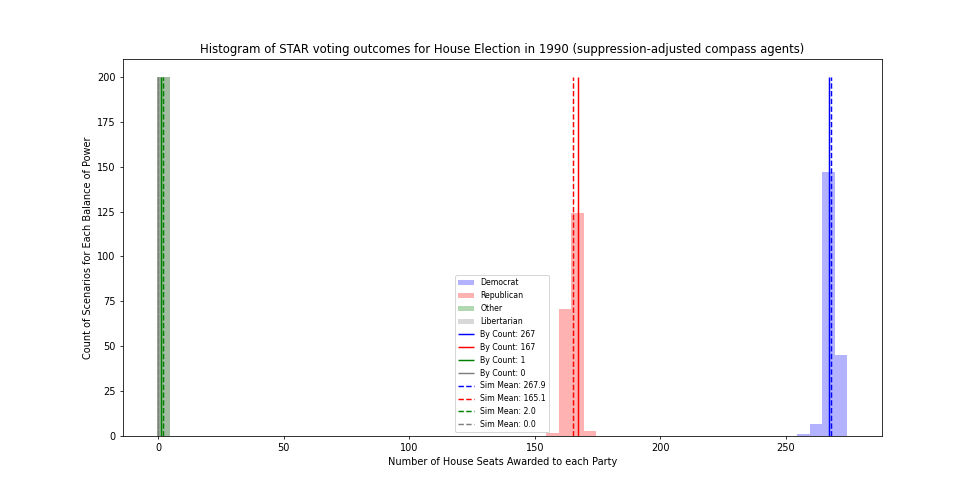 Histogram of STAR voting outcomes for House Election in 1990 (suppression-adjusted compass agents)
Count of Scenarios for Each Balance of Power
200
175
150
125
100
75
50
25
0
Democrat
Republican
Other
Libertarian
By Count: 267
By Count: 167
By Count: 1
By Count: 0
Sim Mean: 267.9
Sim Mean: 165.1
Sim Mean: 2.0
Sim Mean: 0.0
0 50 100 150 200 250
Number of House Seats Awarded to each Party